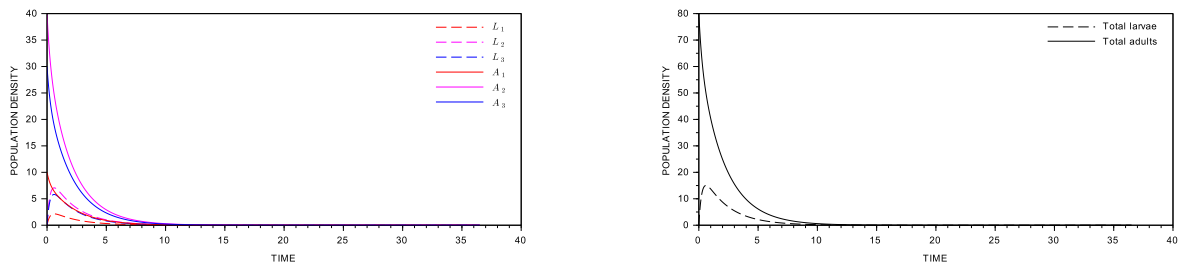 40
35
30
25
20
15
10
5
0
POPULATION DENSITY
0 5 10 15 20 25 30 35 40
TIME
L 1
L 2
L 3
A 1
A 2
A 3
80
70
60
50
40
30
20
10
0
POPULATION DENSITY
0 5 10 15 20 25 30 35 40
TIME
Total larvae
Total adults